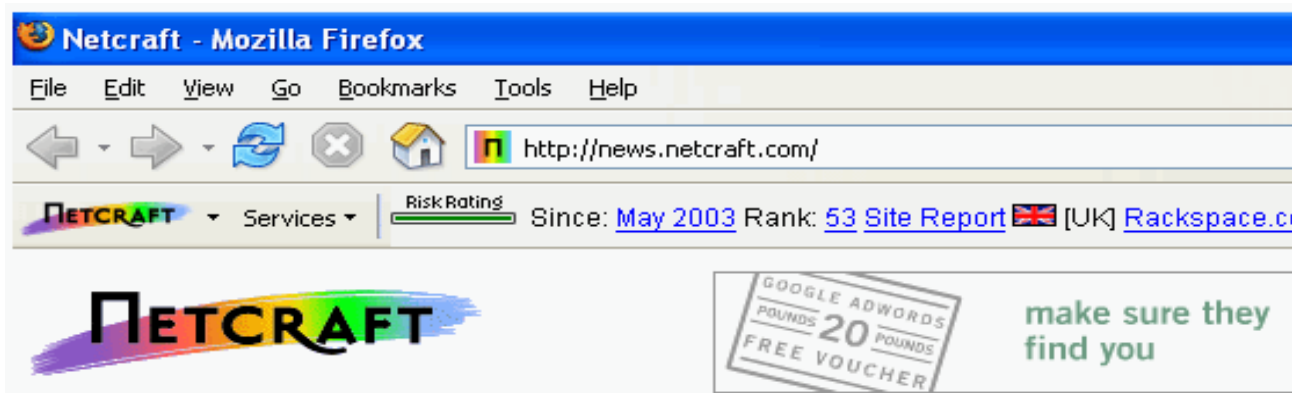 Netcraft - Mozilla Firefox
File Edit View Go Bookmarks Tools Help
http://news.netcraft.com/
NETCRAFT Services Risk Rating Since: May 2003 Rank: 53 Site Report [UK] Rackspace.c
NETCRAFT
GOOGLE ADWORDS
POUNDS 20 POUNDS
FREE VOUCHER
make sure they
find you